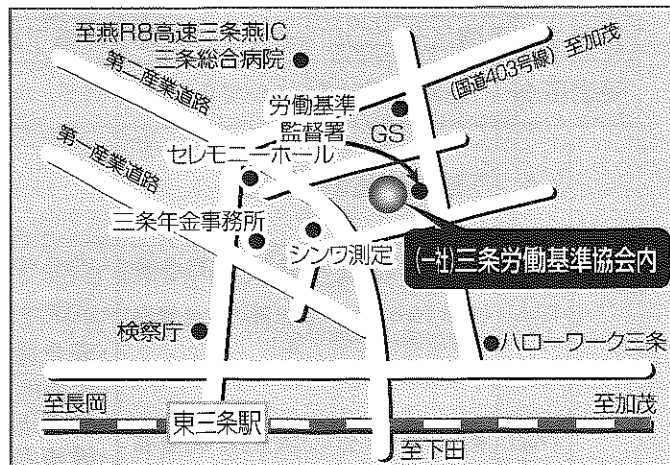 至燕R8高速三条燕IC
三条総合病院
第二産業道路
第一産業道路
(国道403号線)
至加茂
労働基準
監督署
GS
セレモニーホール
三条年金事務所
シンワ測定
(一社)三条労働基準協会内
検察庁
ハローワーク三条
至長岡
至加茂
東三条駅
至下田